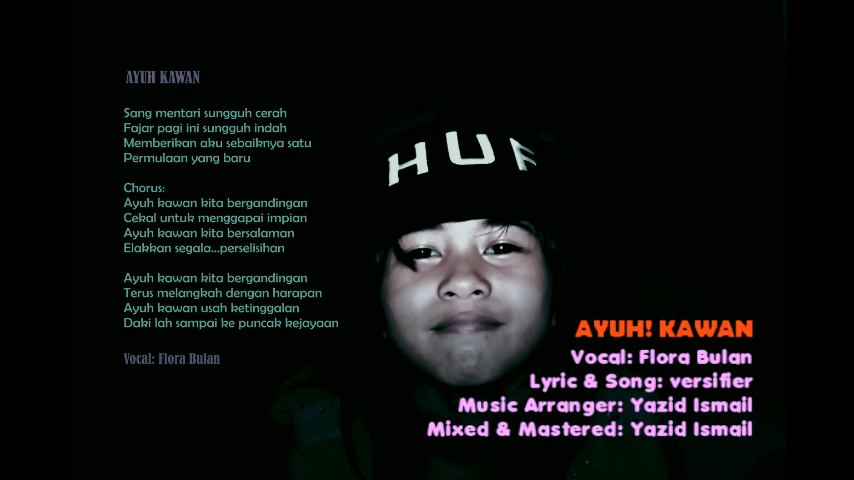 AYUH KAWAN
Sang mentari sungguh cerah
Fajar pagi ini sungguh indah
Memberikan aku sebaiknya satu
Permulaan yang baru
Chorus:
Ayuh kawan kita bergandingan
Cekal untuk menggapai impian
Ayuh kawan kita bersalaman
Elakkan segala...perselisihan
Ayuh kawan kita bergandingan
Terus melangkah dengan harapan
Ayuh kawan usah ketinggalan
Daki lah sampai ke puncak kejayaan
Vocal: Flora Bulan
HUF
AYUH! KAWAN
Vocal: Flora Bulan
Lyric & Song: versifier
Music Arranger: Yazid Ismail
Mixed & Mastered: Yazid Ismail